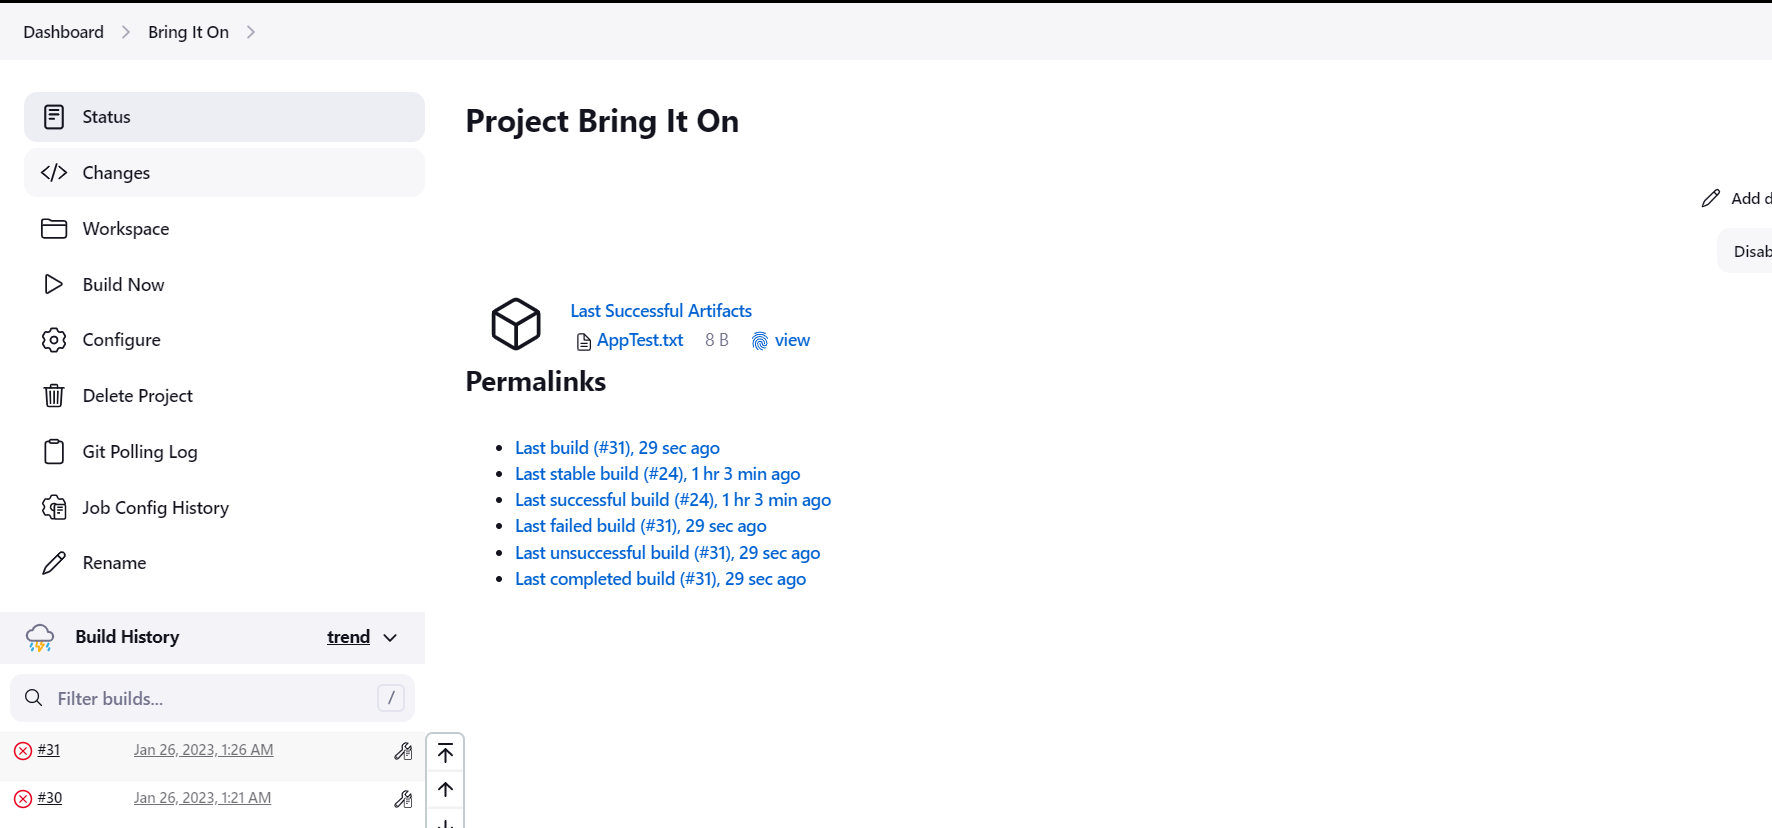 Dashboard
Bring It On
Status
Changes
Workspace
Build Now
Configure
Delete Project
Git Polling Log
Job Config History
Rename
Build History
trend
Filter builds...
/
#31
Jan 26, 2023, 1:26 AM
#30
Jan 26, 2023, 1:21 AM
Project Bring It On
Add d
Disab
Last Successful Artifacts
AppTest.txt 8 B view
Permalinks
Last build (#31), 29 sec ago
Last stable build (#24), 1 hr 3 min ago
Last successful build (#24), 1 hr 3 min ago
Last failed build (#31), 29 sec ago
Last unsuccessful build (#31), 29 sec ago
Last completed build (#31), 29 sec ago